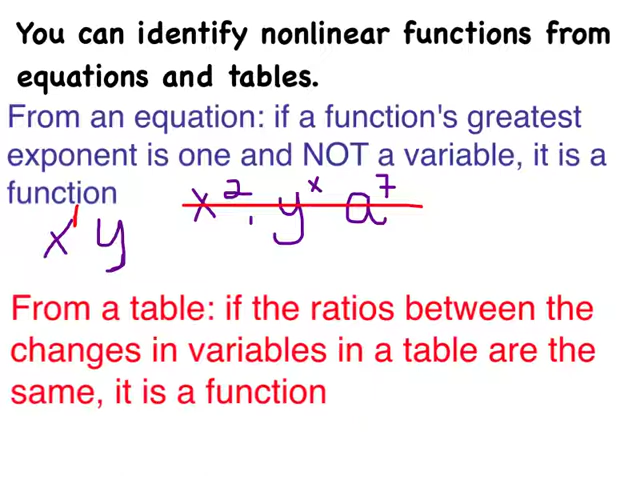 You can identify nonlinear functions from
equations and tables.
From an equation: if a function's greatest
exponent is one and NOT a variable, it is a
function
x² . yˣ a⁷
x¹ y
From a table: if the ratios between the
changes in variables in a table are the
same, it is a function